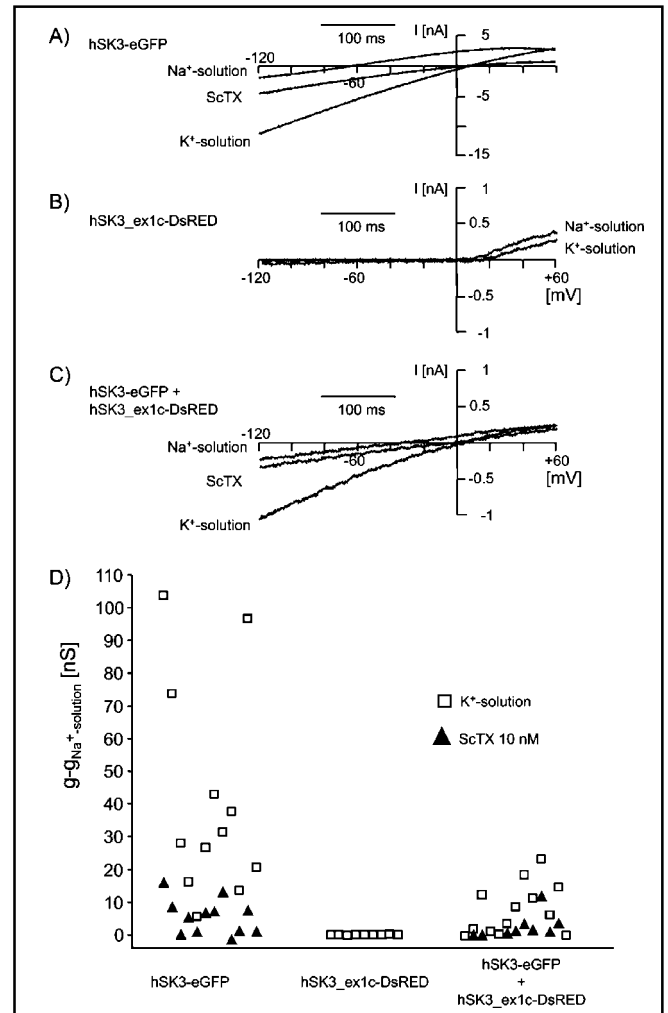 A)
hSK3-eGFP
100 ms
I [nA]
5
-120
Na⁺-solution
-60
ScTX
-5
K⁺-solution
-15
B)
hSK3_ex1c-DsRED
100 ms
I [nA]
1
0.5
Na⁺-solution
K⁺-solution
-120
-60
+60
[mV]
-0.5
-1
C)
hSK3-eGFP +
hSK3_ex1c-DsRED
100 ms
I [nA]
1
0.5
-120
Na⁺-solution
-60
+60
[mV]
ScTX
-0.5
K⁺-solution
-1
D)
110
100
90
80
70
60
50
40
30
20
10
0
g-gNa⁺-solution [nS]
K⁺-solution
ScTX 10 nM
hSK3-eGFP
hSK3_ex1c-DsRED
hSK3-eGFP
+
hSK3_ex1c-DsRED